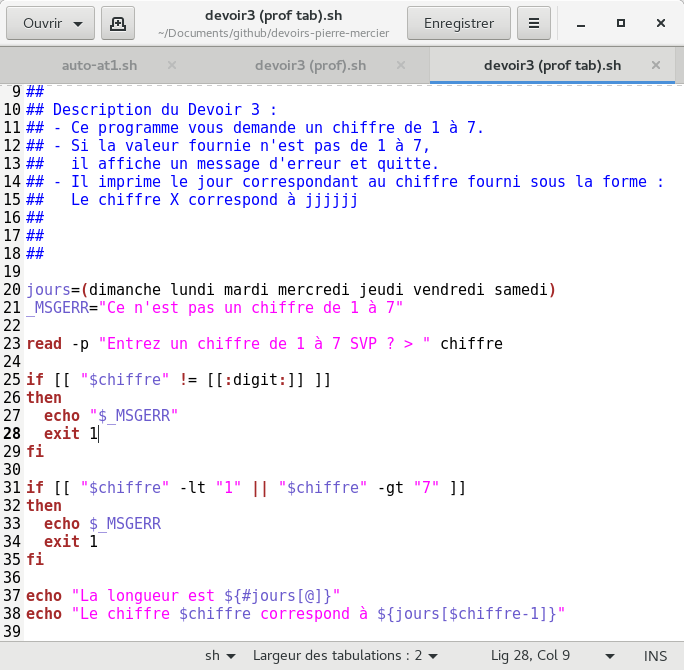 Ouvrir
devoir3 (prof tab).sh
~/Documents/github/devoirs-pierre-mercier
Enregistrer
auto-at1.sh
devoir3 (prof).sh
devoir3 (prof tab).sh
9 ##
10 ## Description du Devoir 3 :
11 ## - Ce programme vous demande un chiffre de 1 à 7.
12 ## - Si la valeur fournie n'est pas de 1 à 7,
13 ##   il affiche un message d'erreur et quitte.
14 ## - Il imprime le jour correspondant au chiffre fourni sous la forme :
15 ##   Le chiffre X correspond à jjjjjj
16 ##
17 ##
18 ##
19
20 jours=(dimanche lundi mardi mercredi jeudi vendredi samedi)
21 _MSGERR="Ce n'est pas un chiffre de 1 à 7"
22
23 read -p "Entrez un chiffre de 1 à 7 SVP ? > " chiffre
24
25 if [[ "$chiffre" != [[:digit:]] ]]
26 then
27   echo "$_MSGERR"
28   exit 1
29 fi
30
31 if [[ "$chiffre" -lt "1" || "$chiffre" -gt "7" ]]
32 then
33   echo $_MSGERR
34   exit 1
35 fi
36
37 echo "La longueur est ${#jours[@]}"
38 echo "Le chiffre $chiffre correspond à ${jours[$chiffre-1]}"
39
sh
Largeur des tabulations : 2
Lig 28, Col 9
INS